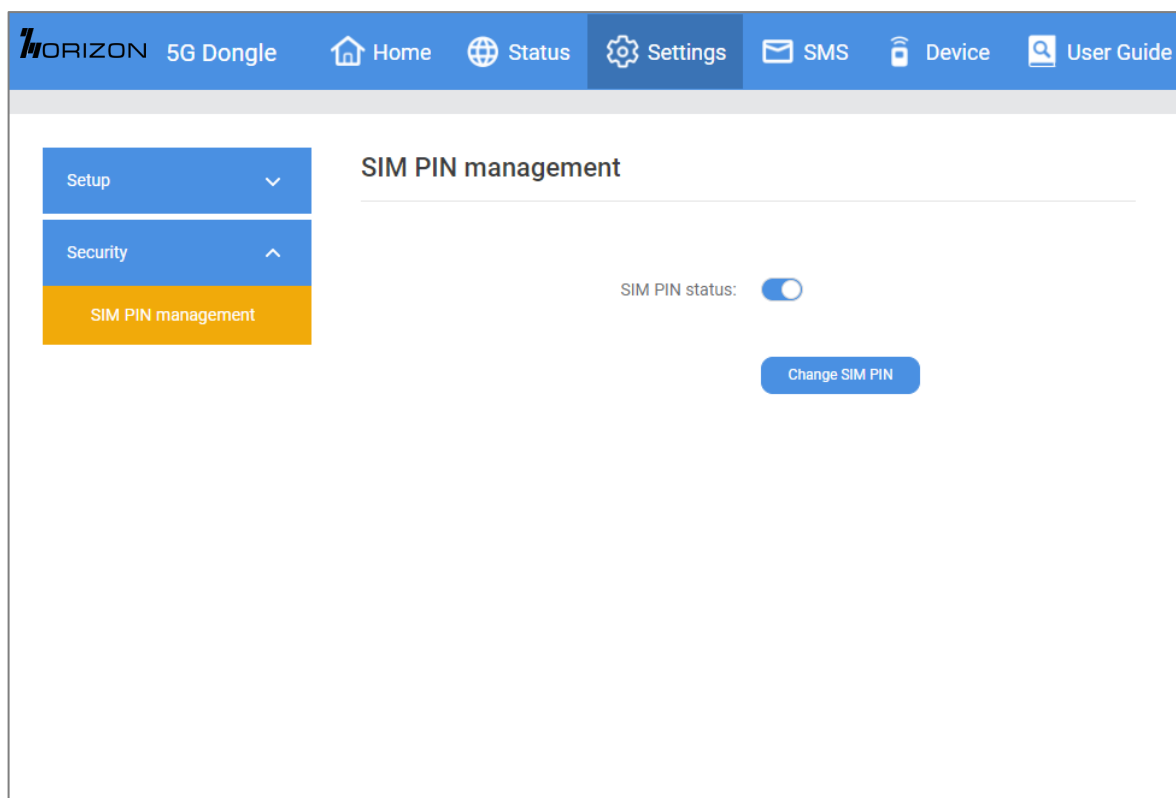 HORIZON 5G Dongle Home Status Settings SMS Device User Guide
Setup
Security
SIM PIN management
SIM PIN management
SIM PIN status:
Change SIM PIN